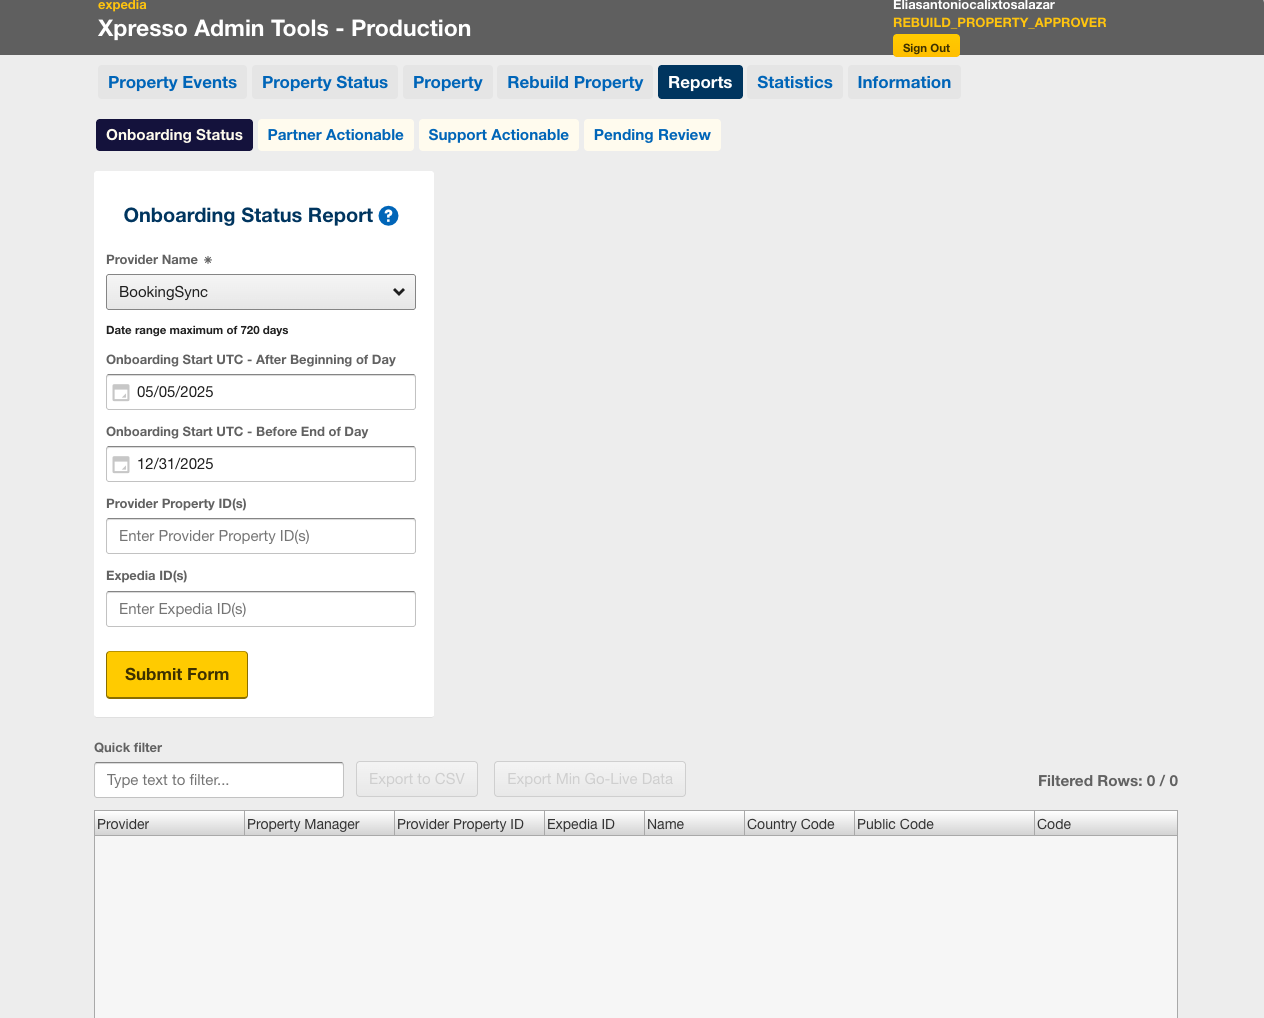 expedia
Xpresso Admin Tools - Production
Eliasantoniocalixtosalazar
REBUILD_PROPERTY_APPROVER
Sign Out
Property Events
Property Status
Property
Rebuild Property
Reports
Statistics
Information
Onboarding Status
Partner Actionable
Support Actionable
Pending Review
Onboarding Status Report ?
Provider Name *
BookingSync
Date range maximum of 720 days
Onboarding Start UTC - After Beginning of Day
05/05/2025
Onboarding Start UTC - Before End of Day
12/31/2025
Provider Property ID(s)
Enter Provider Property ID(s)
Expedia ID(s)
Enter Expedia ID(s)
Submit Form
Quick filter
Type text to filter...
Export to CSV
Export Min Go-Live Data
Filtered Rows: 0 / 0
Provider
Property Manager
Provider Property ID
Expedia ID
Name
Country Code
Public Code
Code